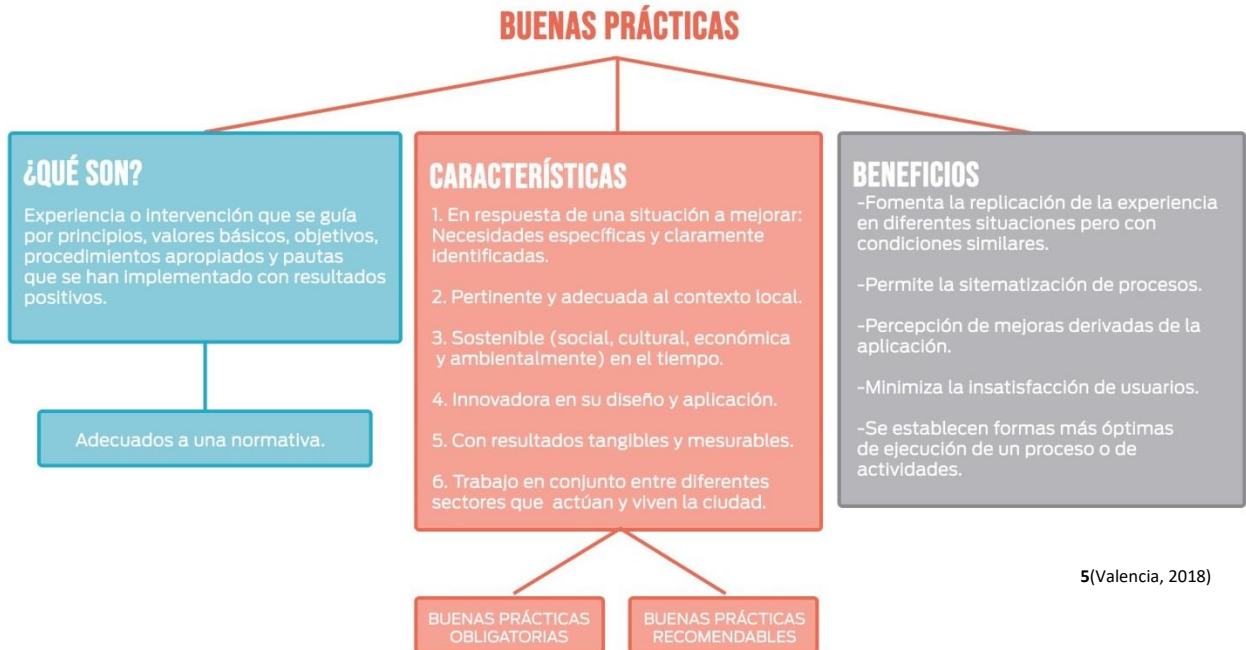 BUENAS PRÁCTICAS
¿QUÉ SON?
Experiencia o intervención que se guía
por principios, valores básicos, objetivos,
procedimientos apropiados y pautas
que se han implementado con resultados
positivos.
Adecuados a una normativa.
CARACTERÍSTICAS
1. En respuesta de una situación a mejorar:
Necesidades específicas y claramente
identificadas.
2. Pertinente y adecuada al contexto local.
3. Sostenible (social, cultural, económica
y ambientalmente) en el tiempo.
4. Innovadora en su diseño y aplicación.
5. Con resultados tangibles y mesurables.
6. Trabajo en conjunto entre diferentes
sectores que actúan y viven la ciudad.
BUENAS PRÁCTICAS
OBLIGATORIAS
BUENAS PRÁCTICAS
RECOMENDABLES
BENEFICIOS
-Fomenta la replicación de la experiencia
en diferentes situaciones pero con
condiciones similares.
-Permite la sitematización de procesos.
-Percepción de mejoras derivadas de la
aplicación.
-Minimiza la insatisfacción de usuarios.
-Se establecen formas más óptimas
de ejecución de un proceso o de
actividades.
5(Valencia, 2018)